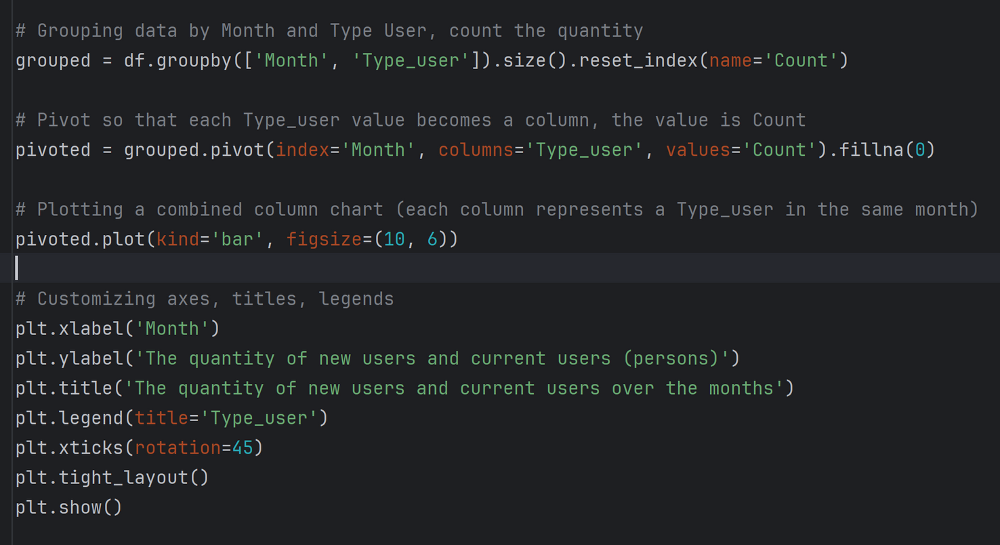 # Grouping data by Month and Type User, count the quantity
grouped = df.groupby(['Month', 'Type_user']).size().reset_index(name='Count')
# Pivot so that each Type_user value becomes a column, the value is Count
pivoted = grouped.pivot(index='Month', columns='Type_user', values='Count').fillna(0)
# Plotting a combined column chart (each column represents a Type_user in the same month)
pivoted.plot(kind='bar', figsize=(10, 6))
# Customizing axes, titles, legends
plt.xlabel('Month')
plt.ylabel('The quantity of new users and current users (persons)')
plt.title('The quantity of new users and current users over the months')
plt.legend(title='Type_user')
plt.xticks(rotation=45)
plt.tight_layout()
plt.show()